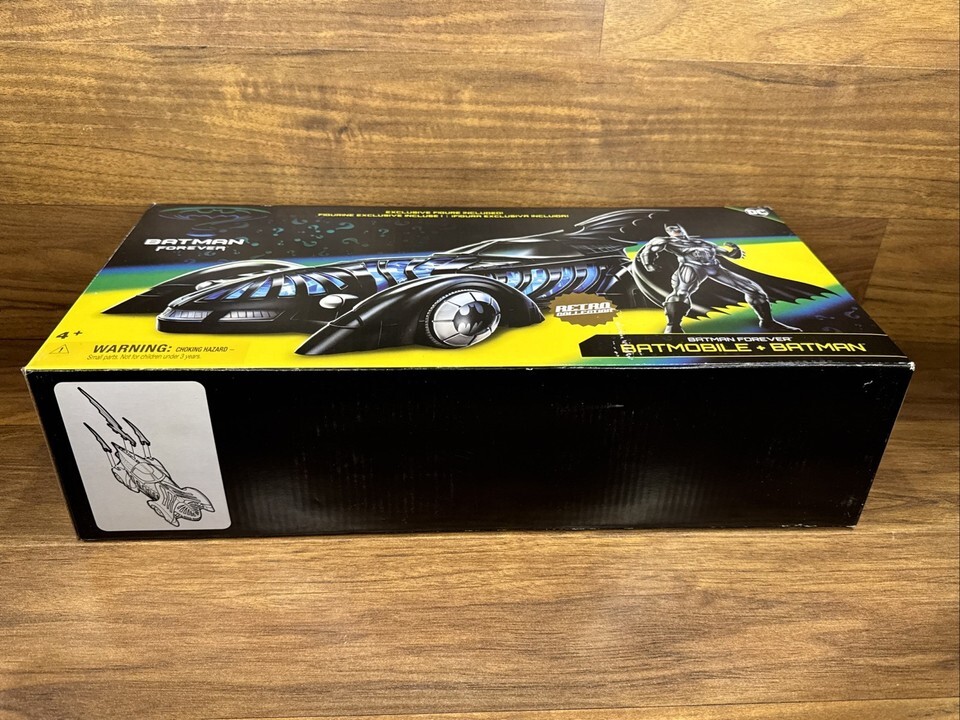 EXCLUSIVE FIGURE INCLUDED!
FIGURINE EXCLUSIVE INCLUSE! ¡FIGURA EXCLUSIVA INCLUIDA!
DC
BATMAN
FOREVER
RETRO
COLLECTION
4+
WARNING: CHOKING HAZARD –
Small parts. Not for children under 3 years.
BATMAN FOREVER
BATMOBILE + BATMAN